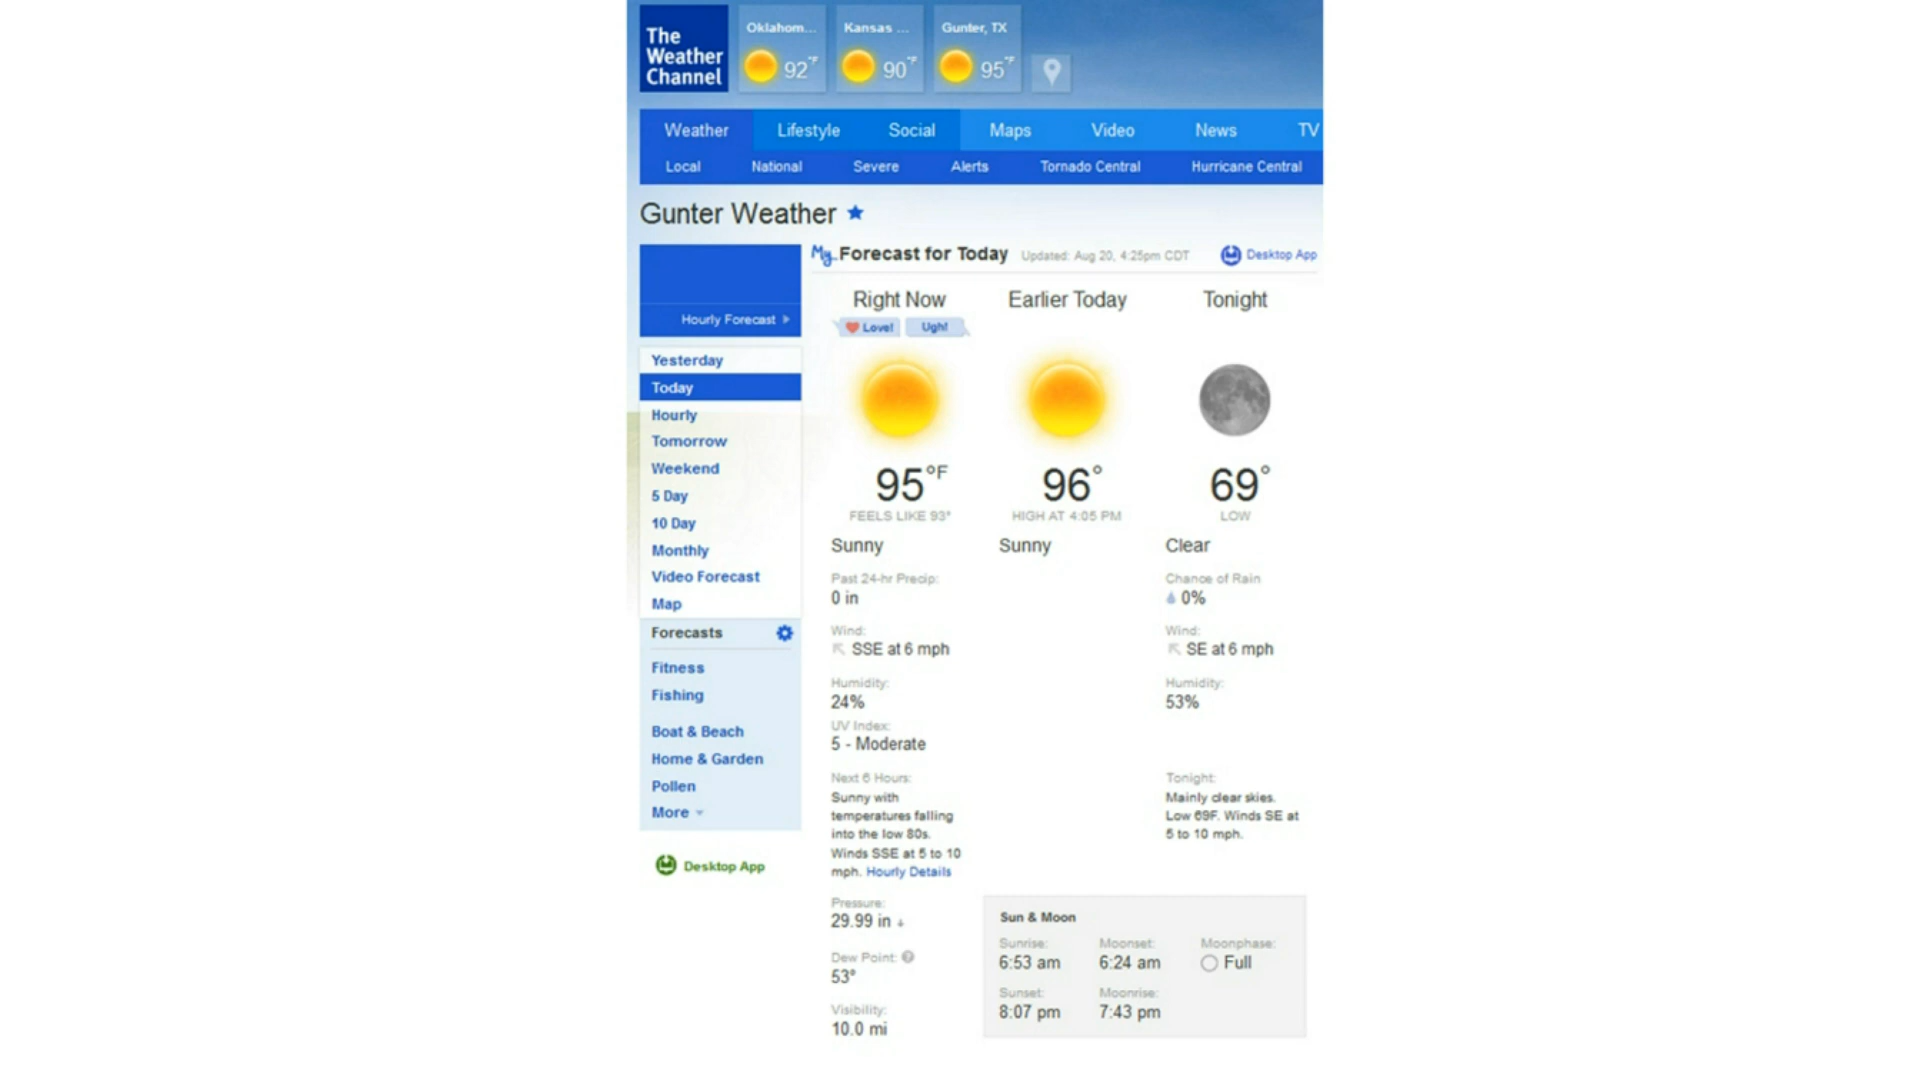 The
Weather
Channel
Oklahom...
92°F
Kansas ...
90°F
Gunter, TX
95°F
Weather Lifestyle Social Maps Video News TV
Local National Severe Alerts Tornado Central Hurricane Central
Gunter Weather
Hourly Forecast
Yesterday
Today
Hourly
Tomorrow
Weekend
5 Day
10 Day
Monthly
Video Forecast
Map
Forecasts
Fitness
Fishing
Boat & Beach
Home & Garden
Pollen
More
Desktop App
My Forecast for Today Updated: Aug 20, 4:25pm CDT Desktop App
Right Now
Love! Ugh!
95°F
FEELS LIKE 93°
Sunny
Past 24-hr Precip:
0 in
Wind:
SSE at 6 mph
Humidity:
24%
UV Index:
5 - Moderate
Next 6 Hours:
Sunny with
temperatures falling
into the low 80s.
Winds SSE at 5 to 10
mph. Hourly Details
Pressure:
29.99 in
Dew Point:
53°
Visibility:
10.0 mi
Earlier Today
96°
HIGH AT 4:05 PM
Sunny
Tonight
69°
LOW
Clear
Chance of Rain
0%
Wind:
SE at 6 mph
Humidity:
53%
Tonight:
Mainly clear skies.
Low 69F. Winds SE at
5 to 10 mph.
Sun & Moon
Sunrise: Moonset: Moonphase:
6:53 am 6:24 am Full
Sunset: Moonrise:
8:07 pm 7:43 pm